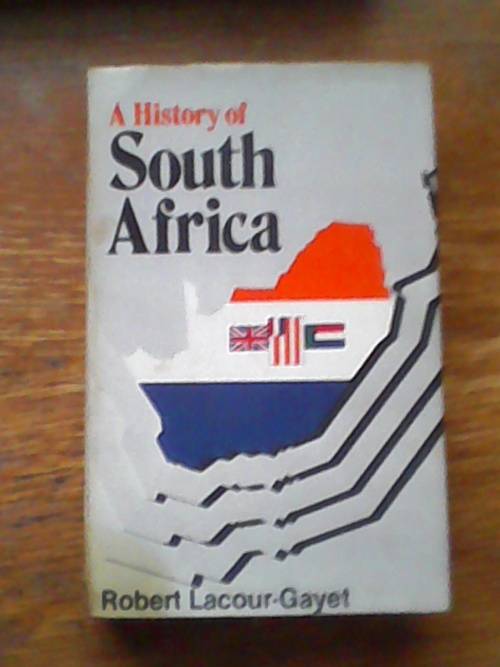 A History of
South
Africa
Robert Lacour-Gayet